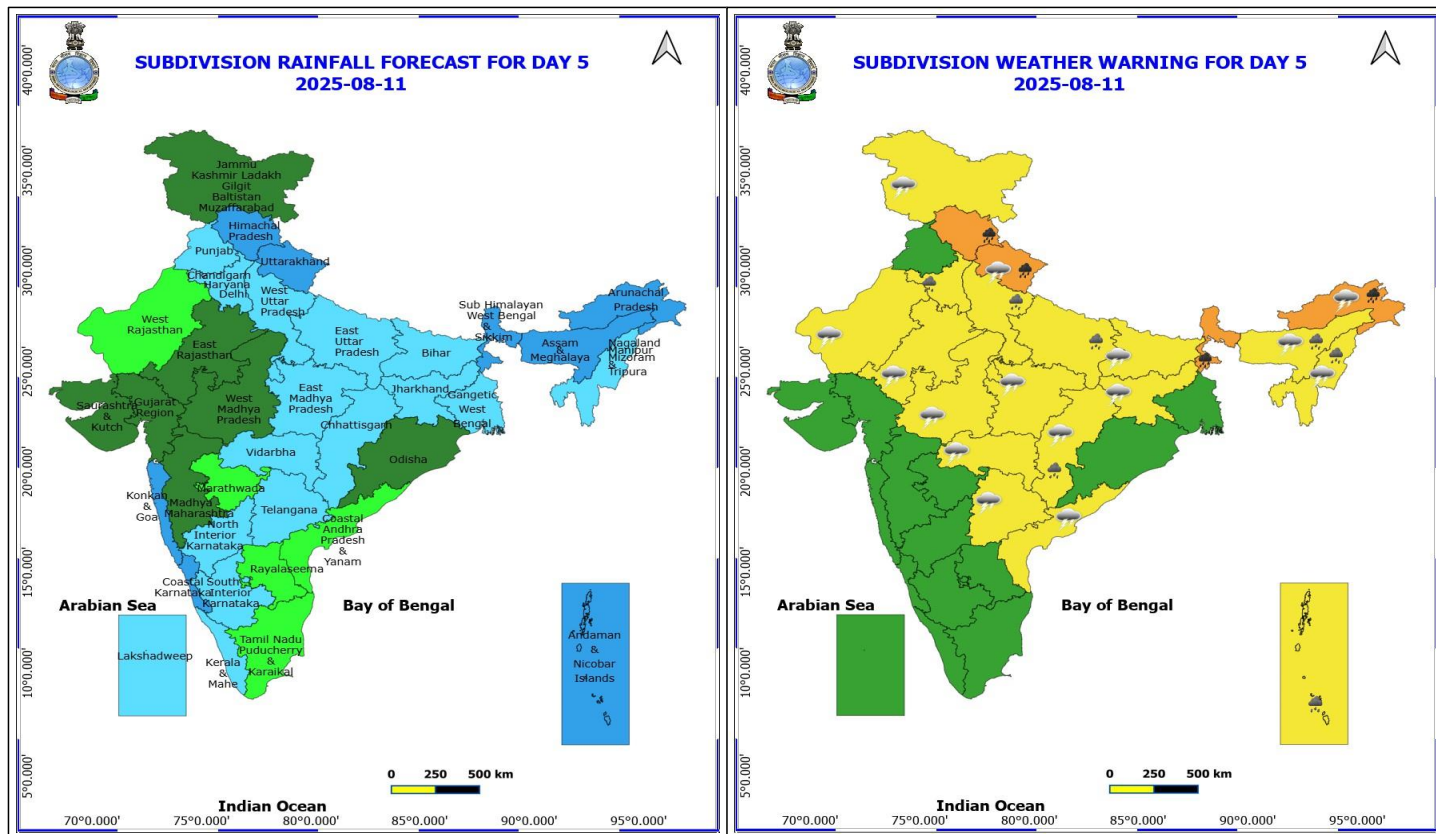 SUBDIVISION RAINFALL FORECAST FOR DAY 5
2025-08-11
40°0.000'
35°0.000'
30°0.000'
25°0.000'
20°0.000'
15°0.000'
10°0.000'
5°0.000'
Jammu
Kashmir Ladakh
Gilgit
Baltistan
Muzaffarabad
Himachal
Pradesh
Punjab
Uttarakhand
Chandigarh
Haryana
Delhi
West
Uttar
Pradesh
West
Rajasthan
East
Rajasthan
East
Uttar
Pradesh
Bihar
Sub Himalayan
West Bengal
&
Sikkim
Arunachal
Pradesh
Assam
&
Meghalaya
Nagaland
Manipur
Mizoram
&
Tripura
Saurashtra
&
Kutch
Gujarat
Region
West
Madhya
Pradesh
East
Madhya
Pradesh
Jharkhand
Gangetic
West
Bengal
Chhattisgarh
Vidarbha
Odisha
Konkan
&
Goa
Marathwada
Madhya
Maharashtra
Telangana
North
Interior
Karnataka
Coastal
Andhra
Pradesh
&
Yanam
Rayalaseema
Coastal
Karnataka
South
Interior
Karnataka
Tamil Nadu
Puducherry
&
Karaikal
Kerala
&
Mahe
Arabian Sea
Bay of Bengal
Lakshadweep
Andaman
&
Nicobar
Islands
0 250 500 km
Indian Ocean
70°0.000' 75°0.000' 80°0.000' 85°0.000' 90°0.000' 95°0.000'
SUBDIVISION WEATHER WARNING FOR DAY 5
2025-08-11
40°0.000'
35°0.000'
30°0.000'
25°0.000'
20°0.000'
15°0.000'
10°0.000'
5°0.000'
Arabian Sea
Bay of Bengal
0 250 500 km
Indian Ocean
70°0.000' 75°0.000' 80°0.000' 85°0.000' 90°0.000' 95°0.000'